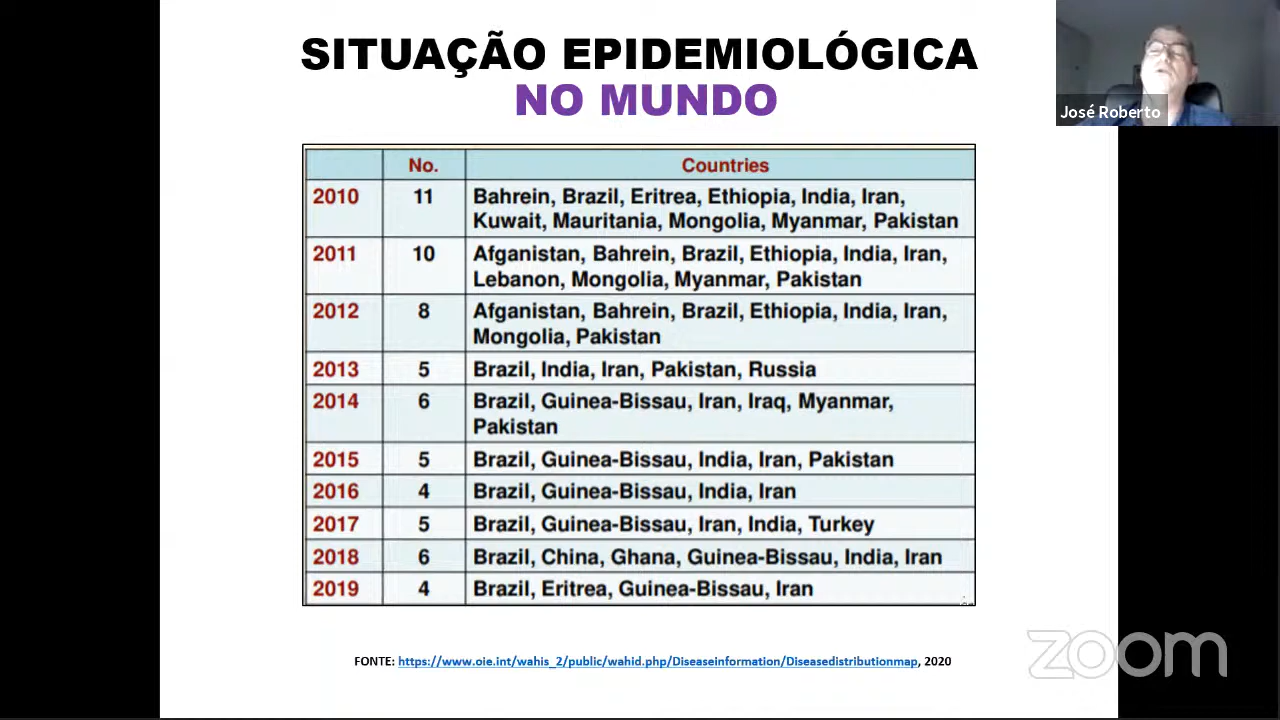 SITUAÇÃO EPIDEMIOLÓGICA
NO MUNDO
José Roberto
No. Countries
2010 11 Bahrein, Brazil, Eritrea, Ethiopia, India, Iran,
Kuwait, Mauritania, Mongolia, Myanmar, Pakistan
2011 10 Afganistan, Bahrein, Brazil, Ethiopia, India, Iran,
Lebanon, Mongolia, Myanmar, Pakistan
2012 8 Afganistan, Bahrein, Brazil, Ethiopia, India, Iran,
Mongolia, Pakistan
2013 5 Brazil, India, Iran, Pakistan, Russia
2014 6 Brazil, Guinea-Bissau, Iran, Iraq, Myanmar,
Pakistan
2015 5 Brazil, Guinea-Bissau, India, Iran, Pakistan
2016 4 Brazil, Guinea-Bissau, India, Iran
2017 5 Brazil, Guinea-Bissau, Iran, India, Turkey
2018 6 Brazil, China, Ghana, Guinea-Bissau, India, Iran
2019 4 Brazil, Eritrea, Guinea-Bissau, Iran
FONTE: https://www.oie.int/wahis_2/public/wahid.php/Diseaseinformation/Diseasedistributionmap, 2020
zoom